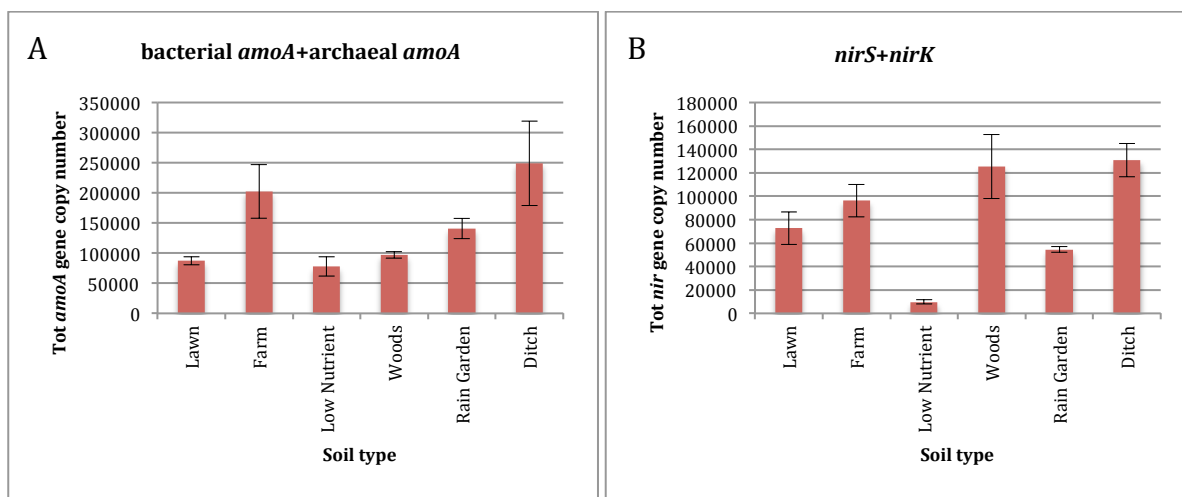 A
bacterial amoA+archaeal amoA
Tot amoA gene copy number
350000
300000
250000
200000
150000
100000
50000
0
Lawn
Farm
Low Nutrient
Woods
Rain Garden
Ditch
Soil type
B
nirS+nirK
Tot nir gene copy number
180000
160000
140000
120000
100000
80000
60000
40000
20000
0
Lawn
Farm
Low Nutrient
Woods
Rain Garden
Ditch
Soil type